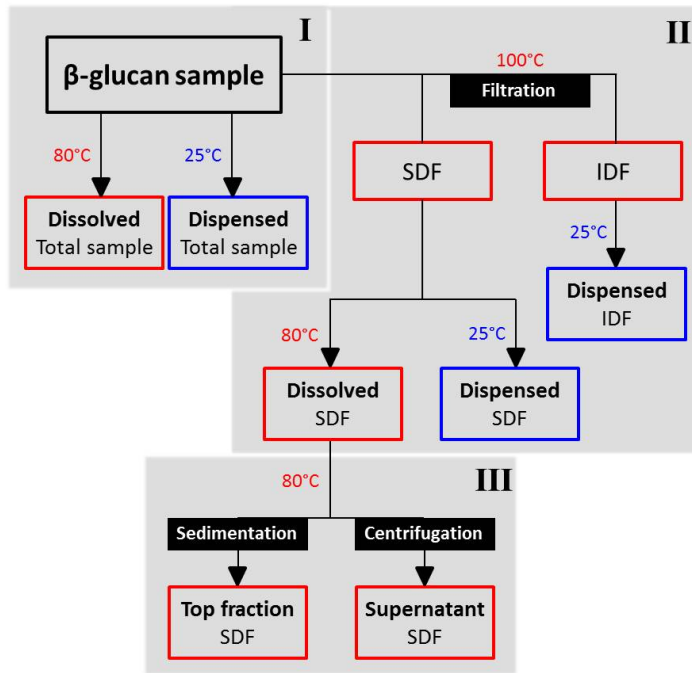 I
II
β-glucan sample
100°C
Filtration
80°C
25°C
SDF
IDF
Dissolved
Total sample
Dispensed
Total sample
25°C
Dispensed
IDF
80°C
25°C
Dissolved
SDF
Dispensed
SDF
80°C
III
Sedimentation
Centrifugation
Top fraction
SDF
Supernatant
SDF